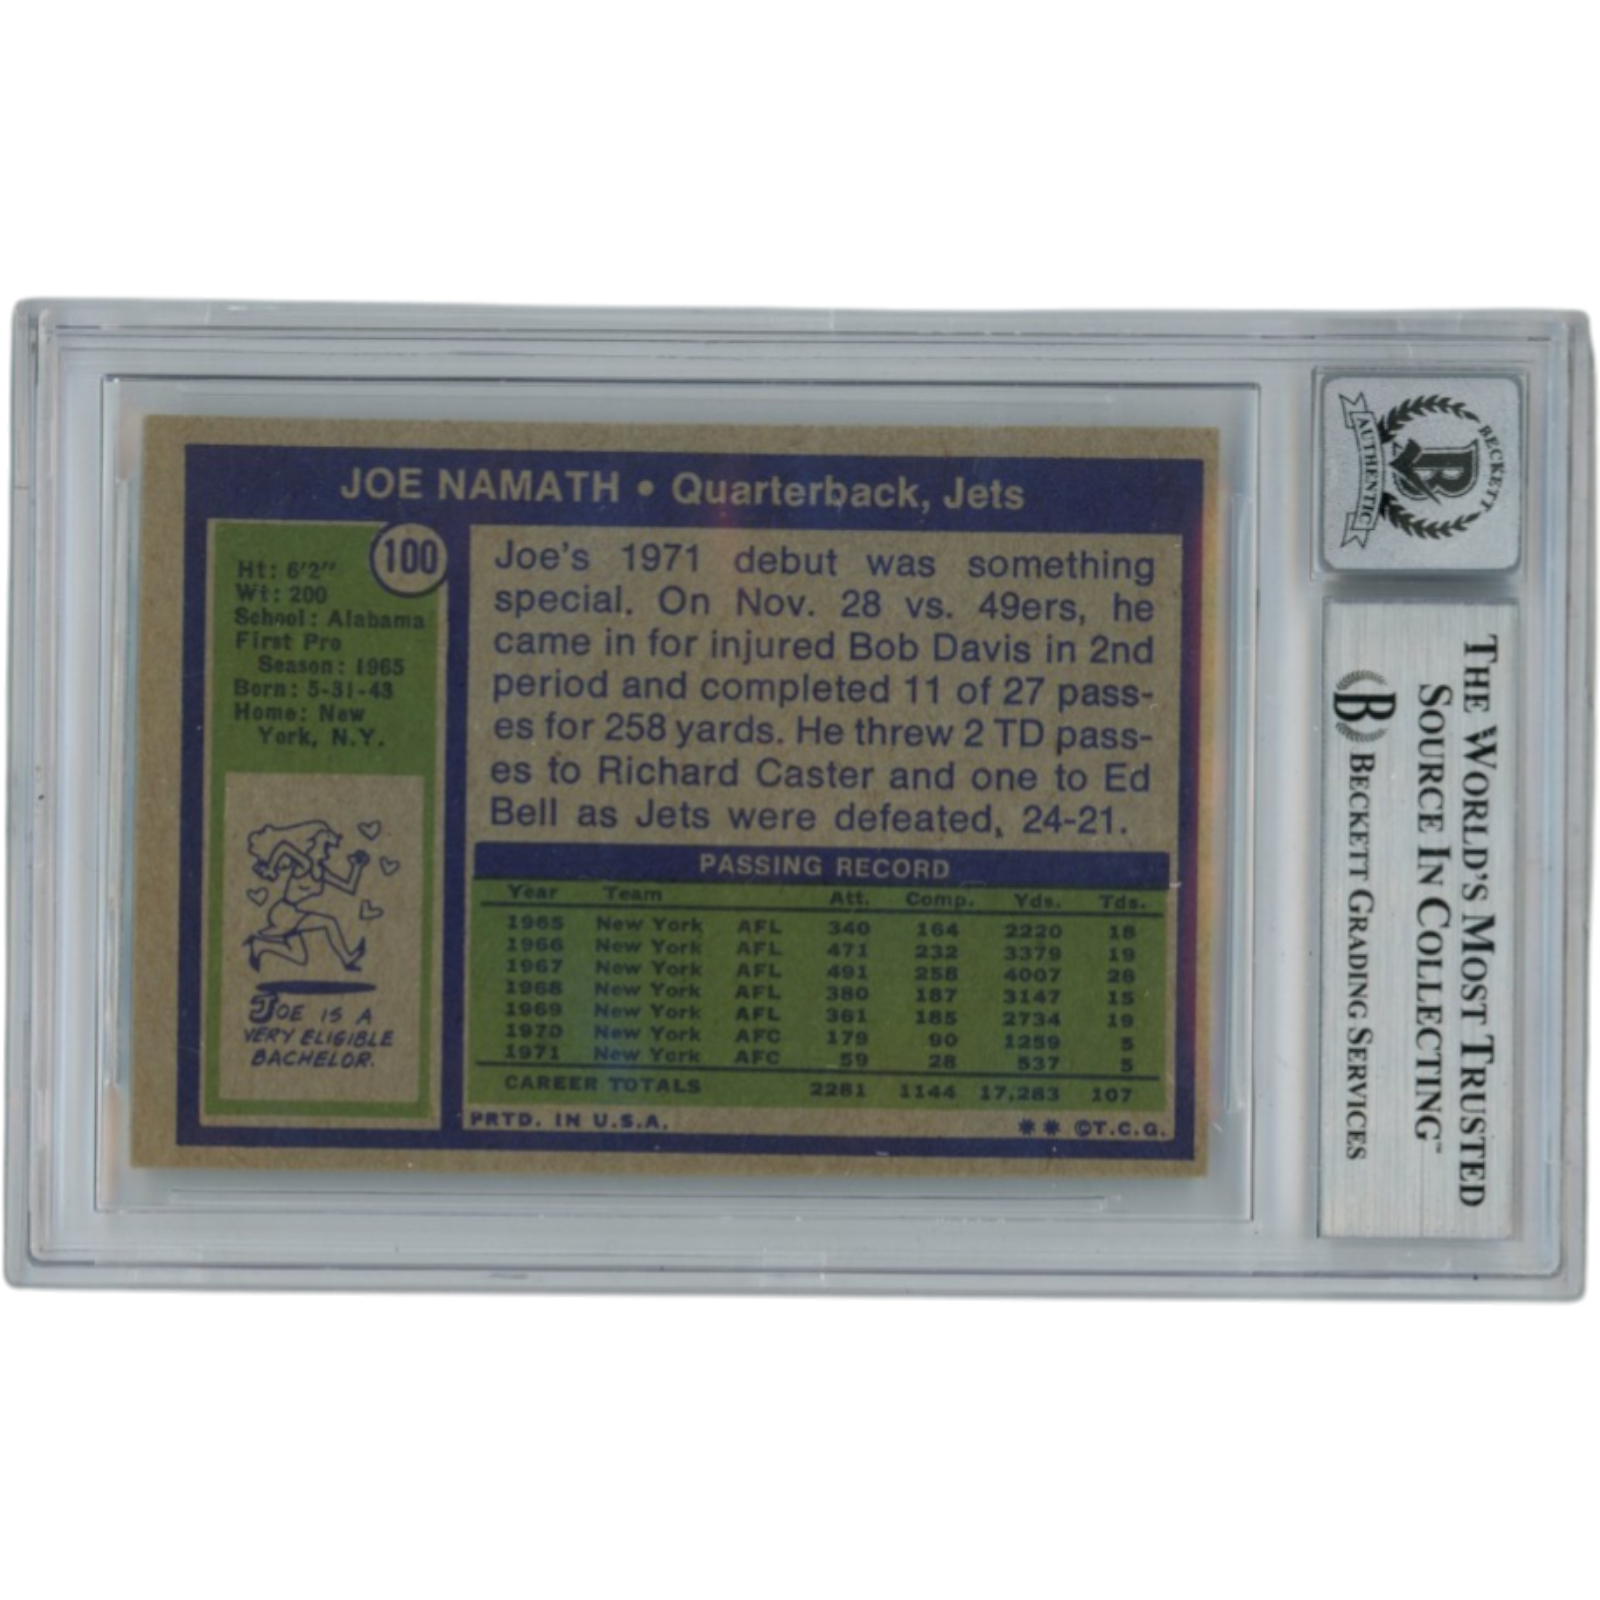 JOE NAMATH • Quarterback, Jets
100
Ht: 6'2"
Wt: 200
School: Alabama
First Pro
Season: 1965
Born: 5-31-43
Home: New
York, N.Y.
JOE IS A
VERY ELIGIBLE
BACHELOR.
Joe's 1971 debut was something
special. On Nov. 28 vs. 49ers, he
came in for injured Bob Davis in 2nd
period and completed 11 of 27 pass-
es for 258 yards. He threw 2 TD pass-
es to Richard Caster and one to Ed
Bell as Jets were defeated, 24-21.
PASSING RECORD
Year Team Att. Comp. Yds. Tds.
1965 New York AFL 340 164 2220 18
1966 New York AFL 471 232 3379 19
1967 New York AFL 491 258 4007 26
1968 New York AFL 380 187 3147 15
1969 New York AFL 361 185 2734 19
1970 New York AFC 179 90 1259 5
1971 New York AFC 59 28 537 5
CAREER TOTALS 2281 1144 17,283 107
PRTD. IN U.S.A. ** ©T.C.G.
BECKETT
B
AUTHENTIC
THE WORLD'S MOST TRUSTED
SOURCE IN COLLECTING™
B BECKETT GRADING SERVICES